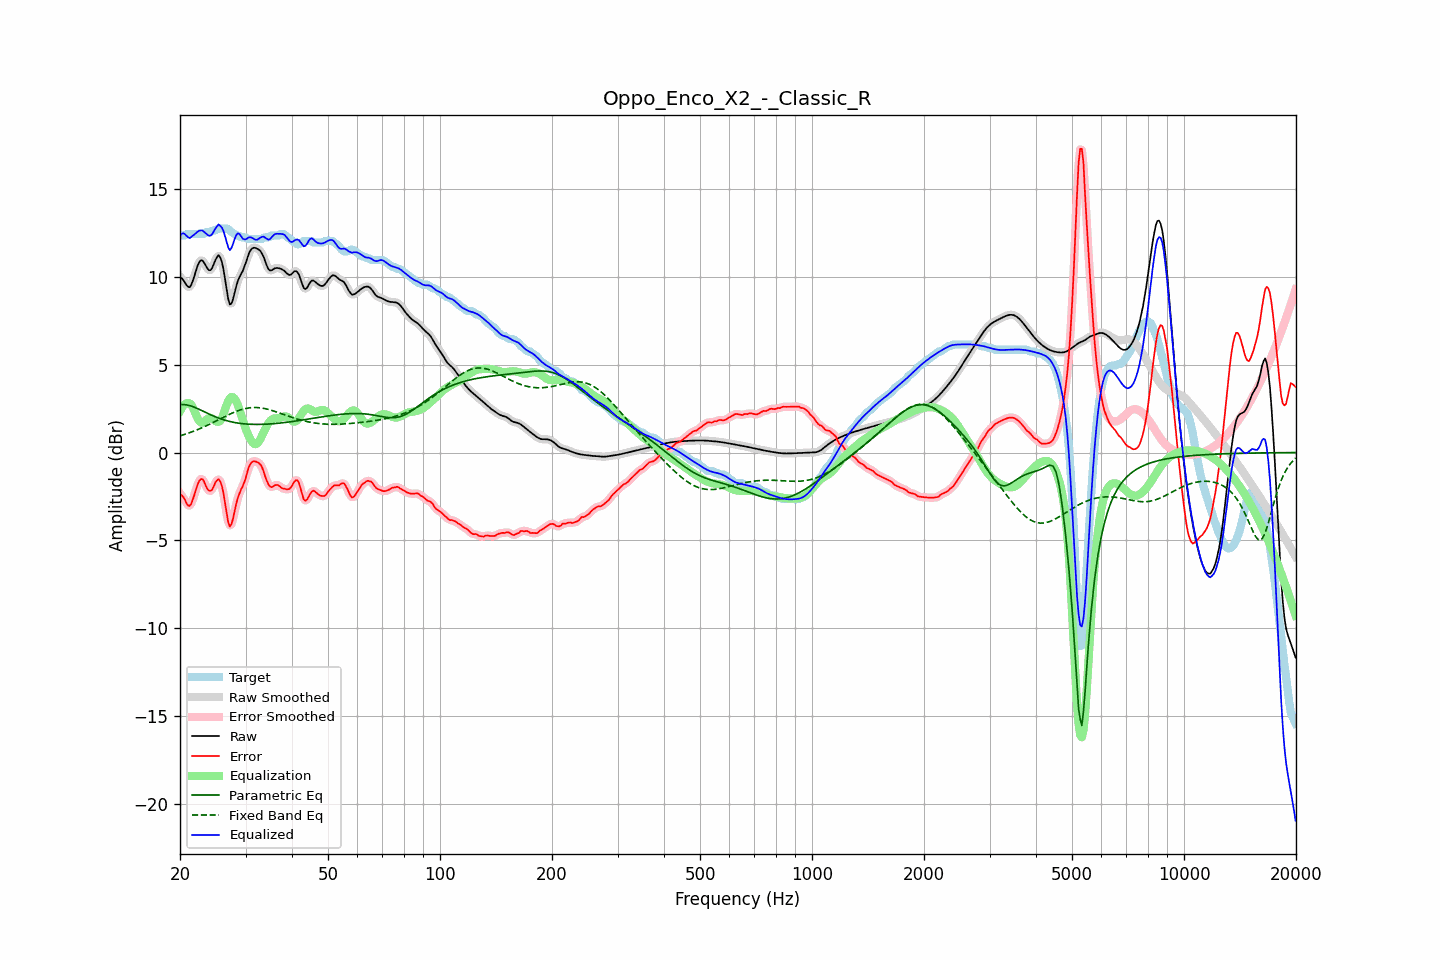 Oppo_Enco_X2_-_Classic_R
Amplitude (dBr)
15
10
5
0
−5
−10
−15
−20
Target
Raw Smoothed
Error Smoothed
Raw
Error
Equalization
Parametric Eq
Fixed Band Eq
Equalized
20
50
100
200
500
1000
2000
5000
10000
20000
Frequency (Hz)